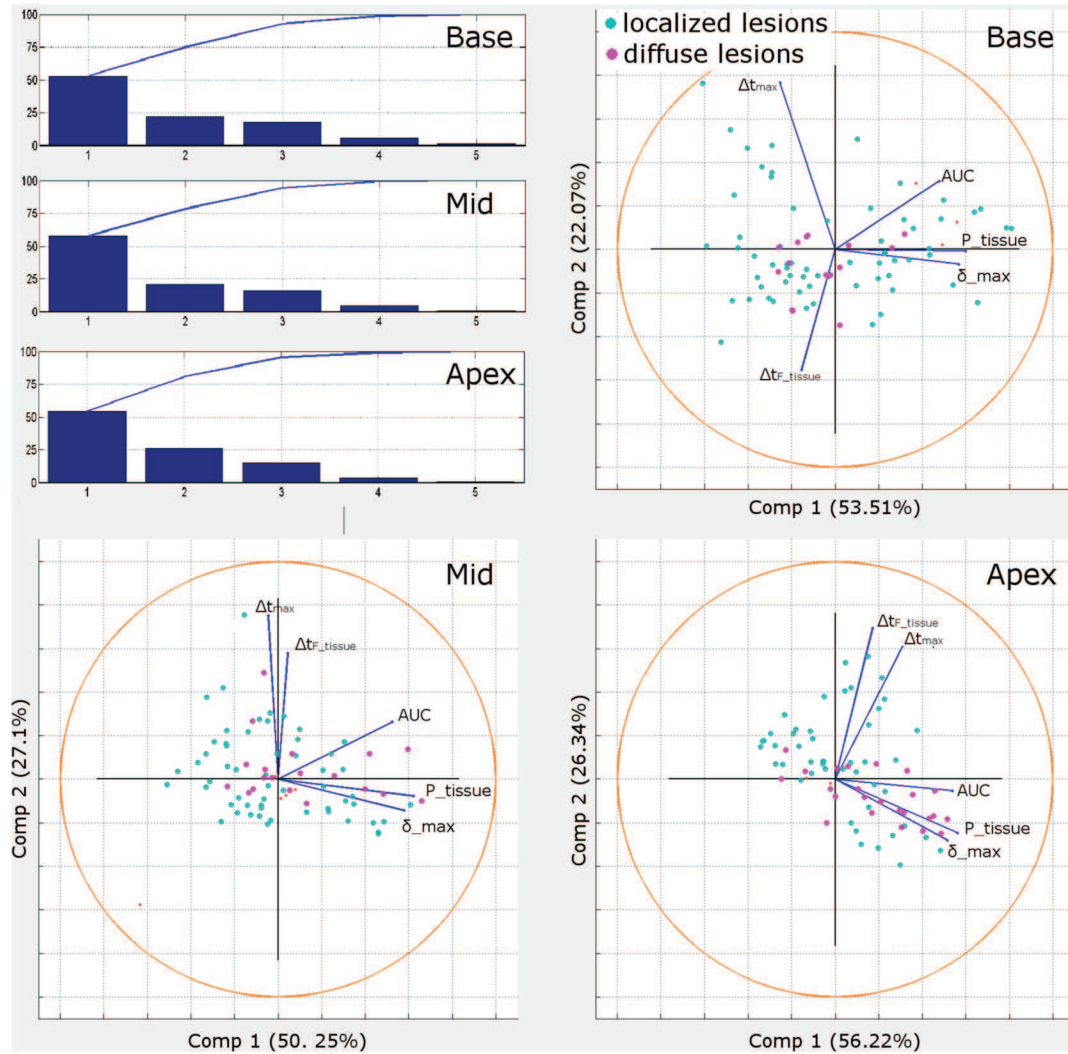 Base
100
75
50
25
0
1 2 3 4 5
Mid
100
75
50
25
0
1 2 3 4 5
Apex
100
75
50
25
0
1 2 3 4 5
localized lesions
diffuse lesions
Base
Δtmax
AUC
P_tissue
δ_max
ΔtF_tissue
Comp 2 (22.07%)
Comp 1 (53.51%)
Mid
Δtmax
ΔtF_tissue
AUC
P_tissue
δ_max
Comp 2 (27.1%)
Comp 1 (50. 25%)
Apex
ΔtF_tissue
Δtmax
AUC
P_tissue
δ_max
Comp 2 (26.34%)
Comp 1 (56.22%)